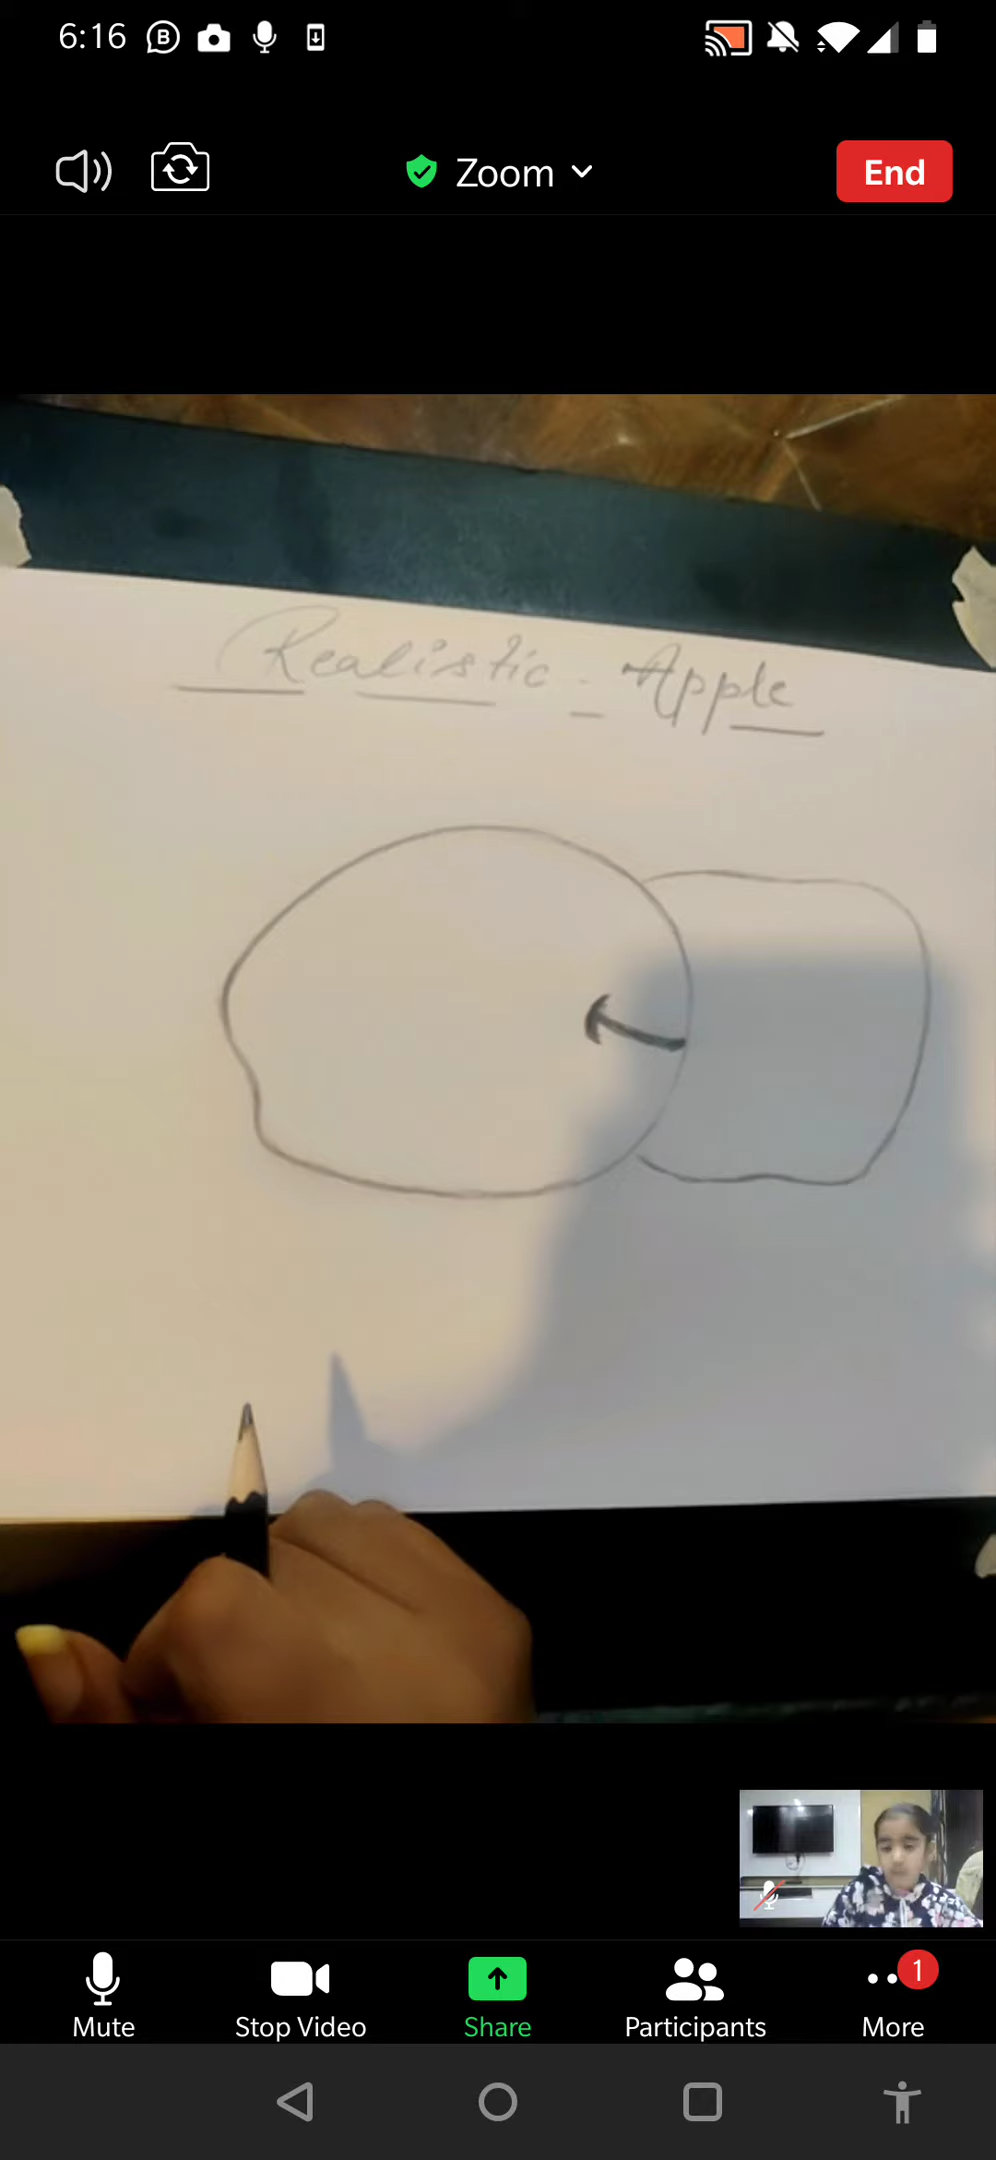 6:16
Zoom
End
Realistic - Apple
Mute
Stop Video
Share
Participants
More
1